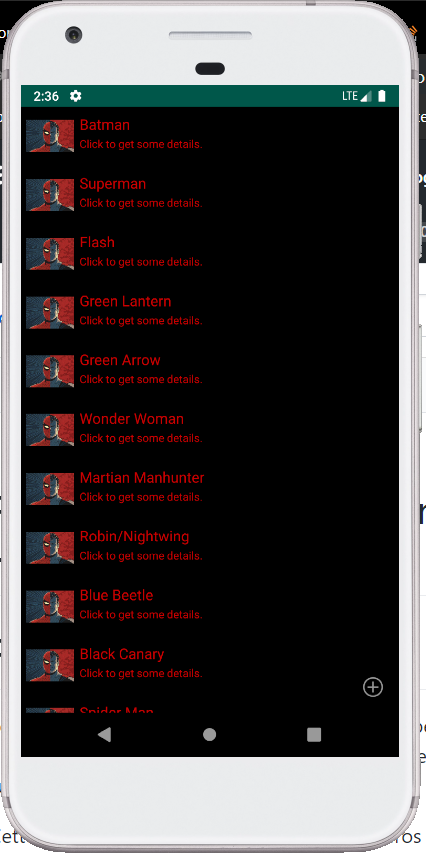 2:36
LTE
Batman
Click to get some details.
Superman
Click to get some details.
Flash
Click to get some details.
Green Lantern
Click to get some details.
Green Arrow
Click to get some details.
Wonder Woman
Click to get some details.
Martian Manhunter
Click to get some details.
Robin/Nightwing
Click to get some details.
Blue Beetle
Click to get some details.
Black Canary
Click to get some details.
Spider Man